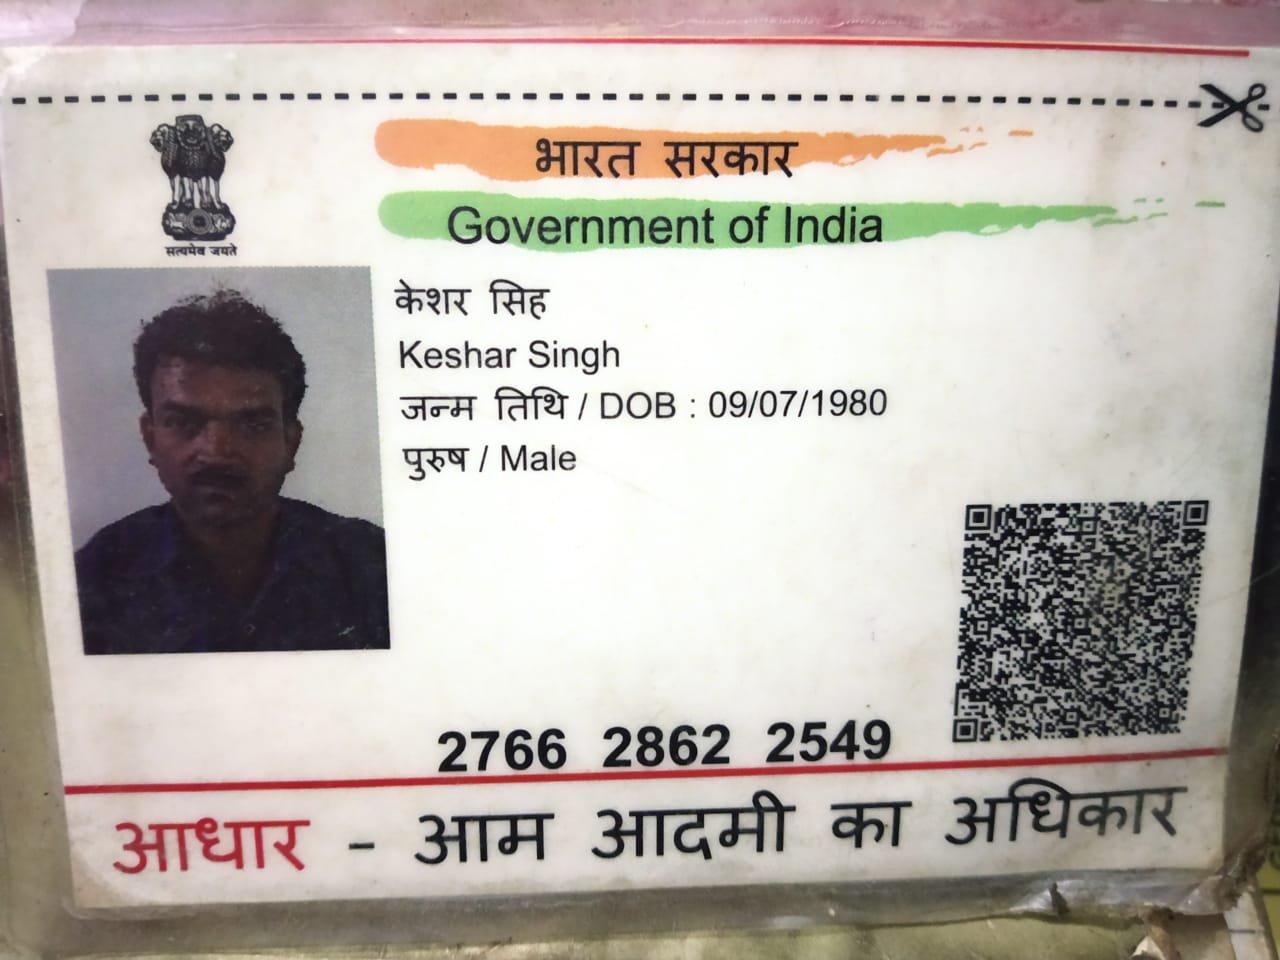 भारत सरकार
Government of India
सत्यमेव जयते
केशर सिह
Keshar Singh
जन्म तिथि / DOB : 09/07/1980
पुरुष / Male
2766 2862 2549
आधार - आम आदमी का अधिकार